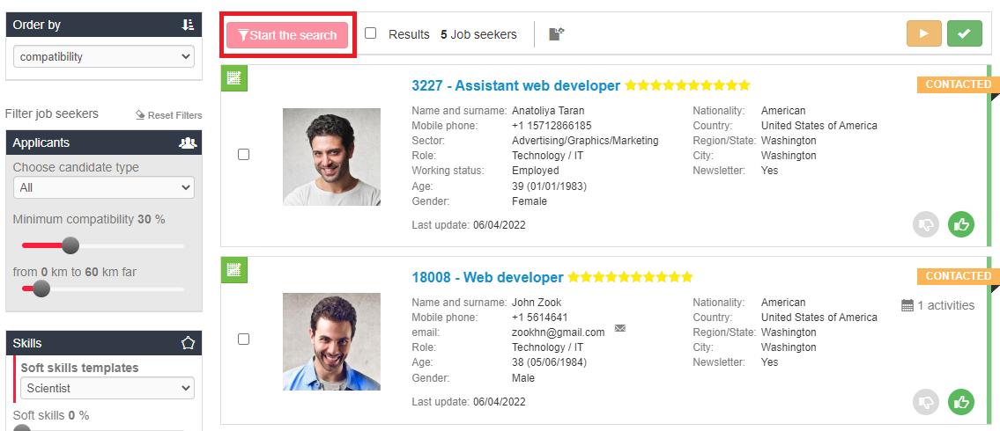 Order by
compatibility
Filter job seekers
Reset Filters
Applicants
Choose candidate type
All
Minimum compatibility 30 %
from 0 km to 60 km far
Skills
Soft skills templates
Scientist
Soft skills 0 %
Start the search
Results 5 Job seekers
3227 - Assistant web developer
CONTACTED
Name and surname: Anatoliya Taran
Mobile phone: +1 15712866185
Sector: Advertising/Graphics/Marketing
Role: Technology / IT
Working status: Employed
Age: 39 (01/01/1983)
Gender: Female
Nationality: American
Country: United States of America
Region/State: Washington
City: Washington
Newsletter: Yes
Last update: 06/04/2022
18008 - Web developer
CONTACTED
Name and surname: John Zook
Mobile phone: +1 5614641
email: zookhn@gmail.com
Role: Technology / IT
Age: 38 (05/06/1984)
Gender: Male
Nationality: American
Country: United States of America
Region/State: Washington
City: Washington
Newsletter: Yes
1 activities
Last update: 06/04/2022